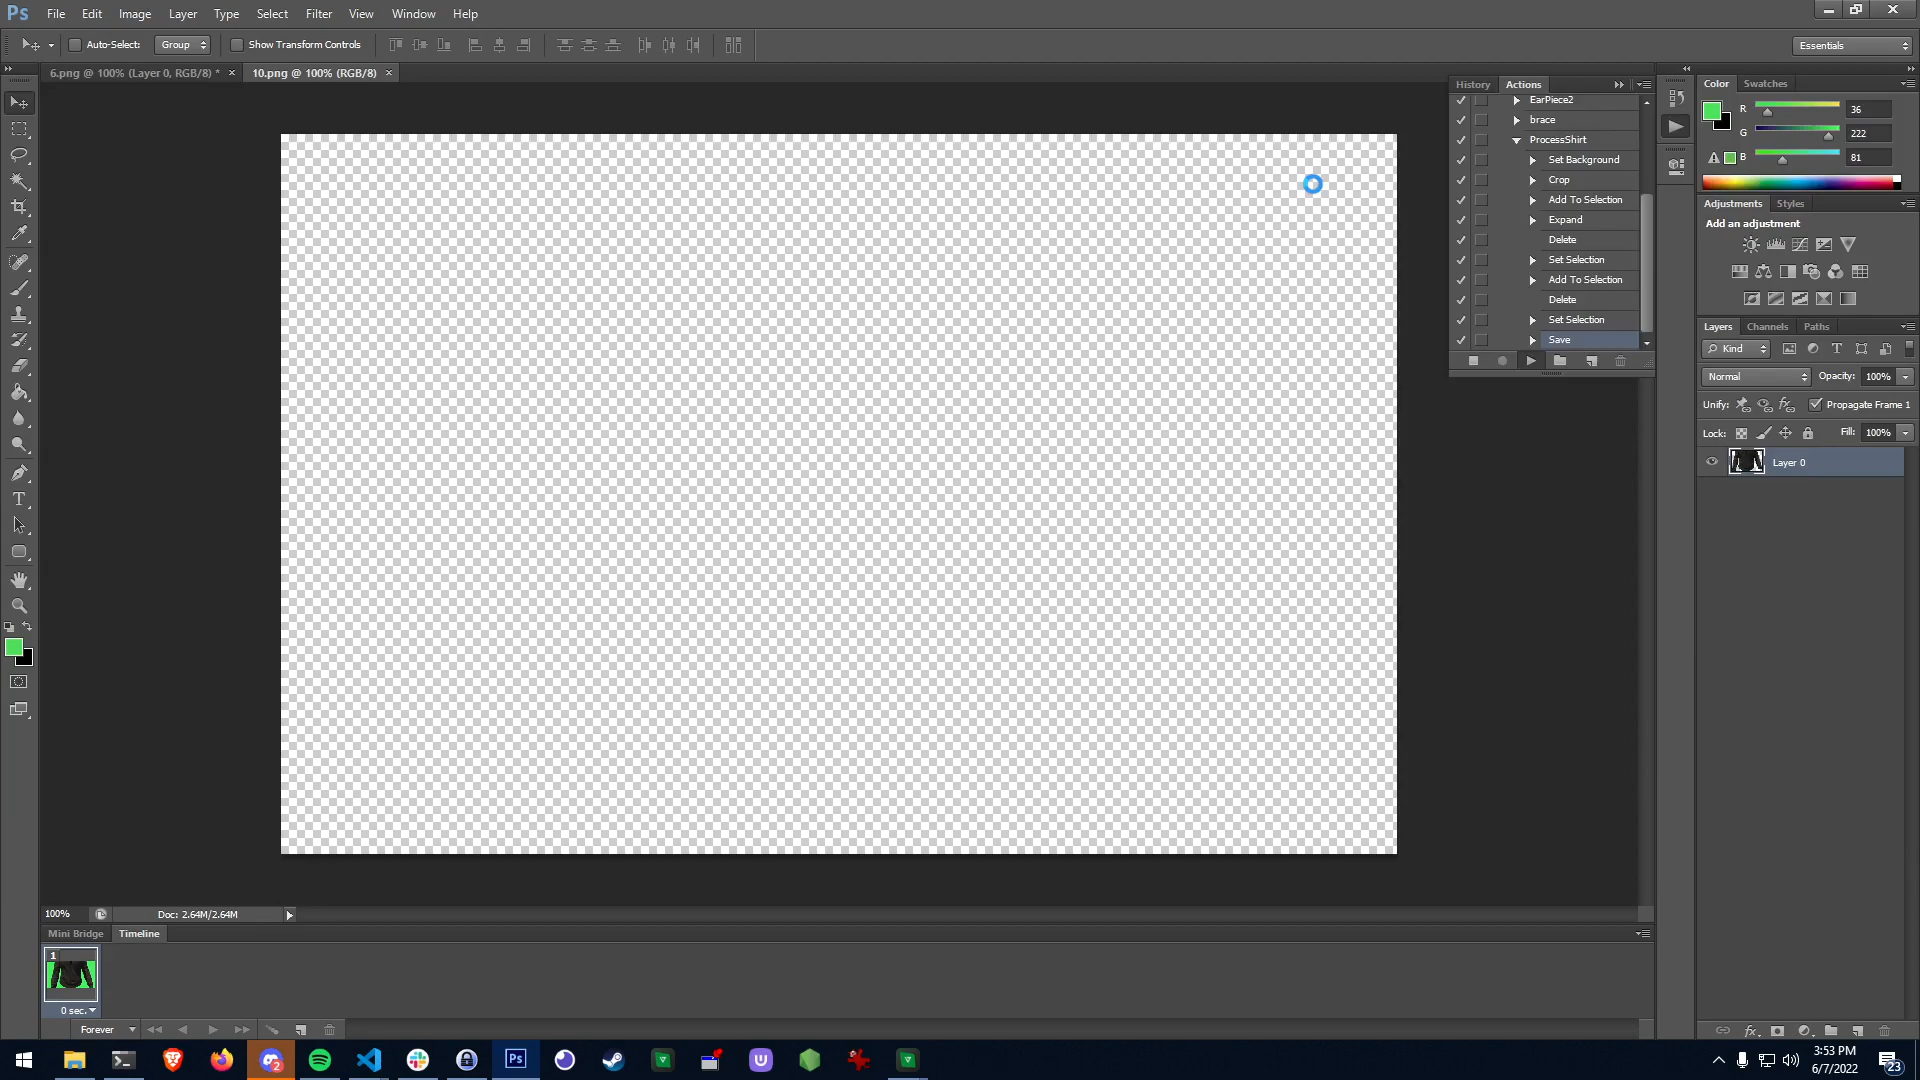 Ps File Edit Image Layer Type Select Filter View Window Help
Auto-Select: Group Show Transform Controls Essentials
6.png @ 100% (Layer 0, RGB/8) * × 10.png @ 100% (RGB/8) ×
History Actions
EarPiece2
brace
ProcessShirt
Set Background
Crop
Add To Selection
Expand
Delete
Set Selection
Add To Selection
Delete
Set Selection
Save
Color Swatches
R 36
G 222
B 81
Adjustments Styles
Add an adjustment
Layers Channels Paths
Kind
Normal Opacity: 100%
Unify: Propagate Frame 1
Lock: Fill: 100%
Layer 0
100% Doc: 2.64M/2.64M
Mini Bridge Timeline
1
0 sec.
Forever
2
Ps
3:53 PM
6/7/2022
23